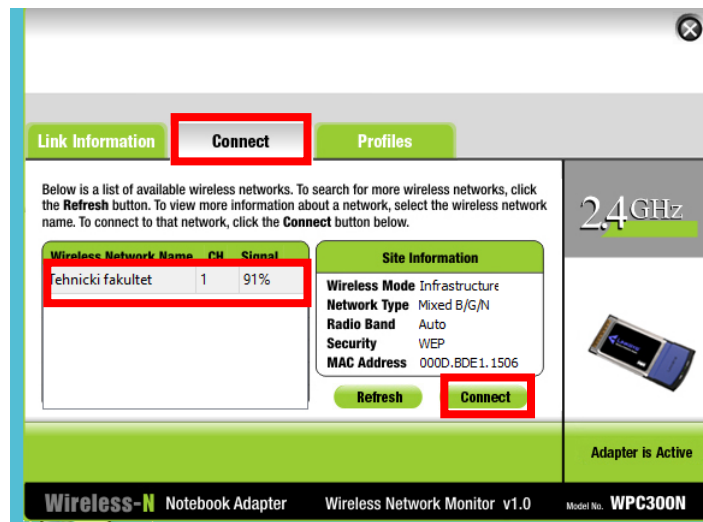 Link Information
Connect
Profiles
Below is a list of available wireless networks. To search for more wireless networks, click
the Refresh button. To view more information about a network, select the wireless network
name. To connect to that network, click the Connect button below.
2,4GHz
Wireless Network Name CH Signal
Tehnicki fakultet 1 91%
Site Information
Wireless Mode Infrastructure
Network Type Mixed B/G/N
Radio Band Auto
Security WEP
MAC Address 000D.BDE1.1506
Refresh
Connect
Adapter is Active
Wireless-N Notebook Adapter Wireless Network Monitor v1.0 Model No. WPC300N